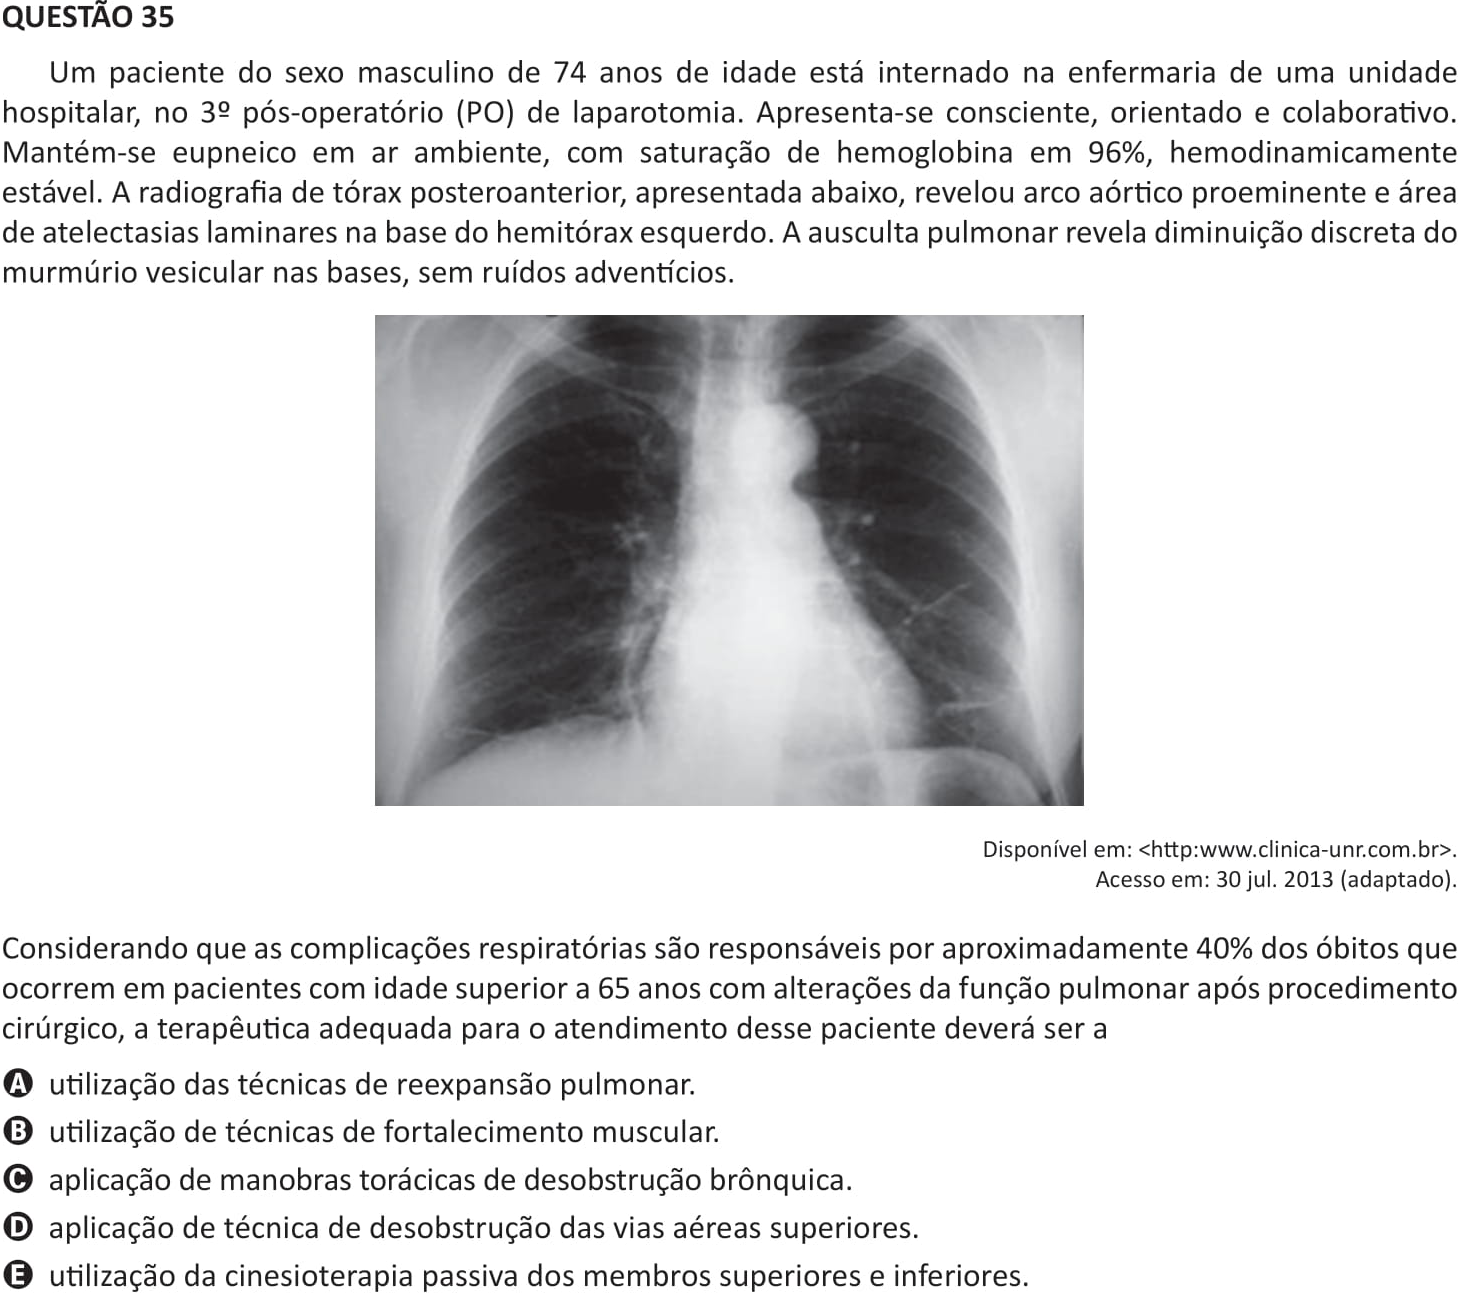 QUESTÃO 35
Um paciente do sexo masculino de 74 anos de idade está internado na enfermaria de uma unidade
hospitalar, no 3º pós-operatório (PO) de laparotomia. Apresenta-se consciente, orientado e colaborativo.
Mantém-se eupneico em ar ambiente, com saturação de hemoglobina em 96%, hemodinamicamente
estável. A radiografia de tórax posteroanterior, apresentada abaixo, revelou arco aórtico proeminente e área
de atelectasias laminares na base do hemitórax esquerdo. A ausculta pulmonar revela diminuição discreta do
murmúrio vesicular nas bases, sem ruídos adventícios.
Disponível em: <http:www.clinica-unr.com.br>.
Acesso em: 30 jul. 2013 (adaptado).
Considerando que as complicações respiratórias são responsáveis por aproximadamente 40% dos óbitos que
ocorrem em pacientes com idade superior a 65 anos com alterações da função pulmonar após procedimento
cirúrgico, a terapêutica adequada para o atendimento desse paciente deverá ser a
A utilização das técnicas de reexpansão pulmonar.
B utilização de técnicas de fortalecimento muscular.
C aplicação de manobras torácicas de desobstrução brônquica.
D aplicação de técnica de desobstrução das vias aéreas superiores.
E utilização da cinesioterapia passiva dos membros superiores e inferiores.